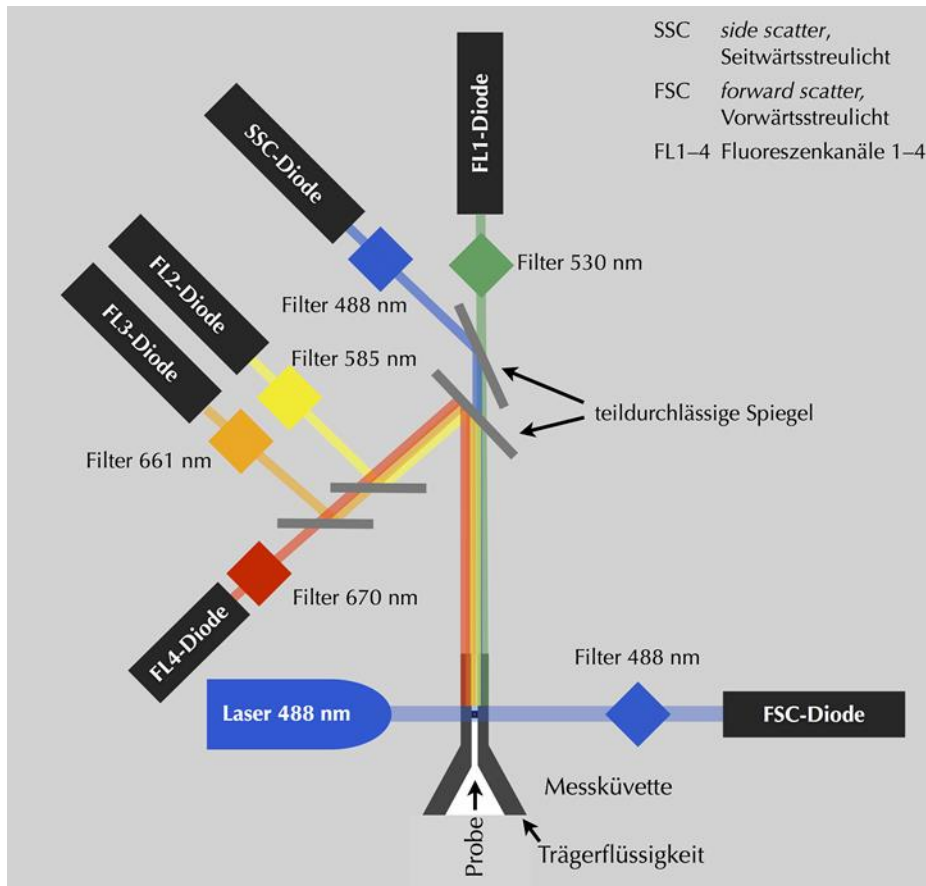 SSC side scatter,
Seitwärtsstreulicht
FSC forward scatter,
Vorwärtsstreulicht
FL1–4 Fluoreszenkanäle 1–4
FL1-Diode
SSC-Diode
Filter 530 nm
FL2-Diode
Filter 488 nm
FL3-Diode
Filter 585 nm
teildurchlässige Spiegel
Filter 661 nm
Filter 670 nm
FL4-Diode
Filter 488 nm
Laser 488 nm
FSC-Diode
Messküvette
Probe
Trägerflüssigkeit